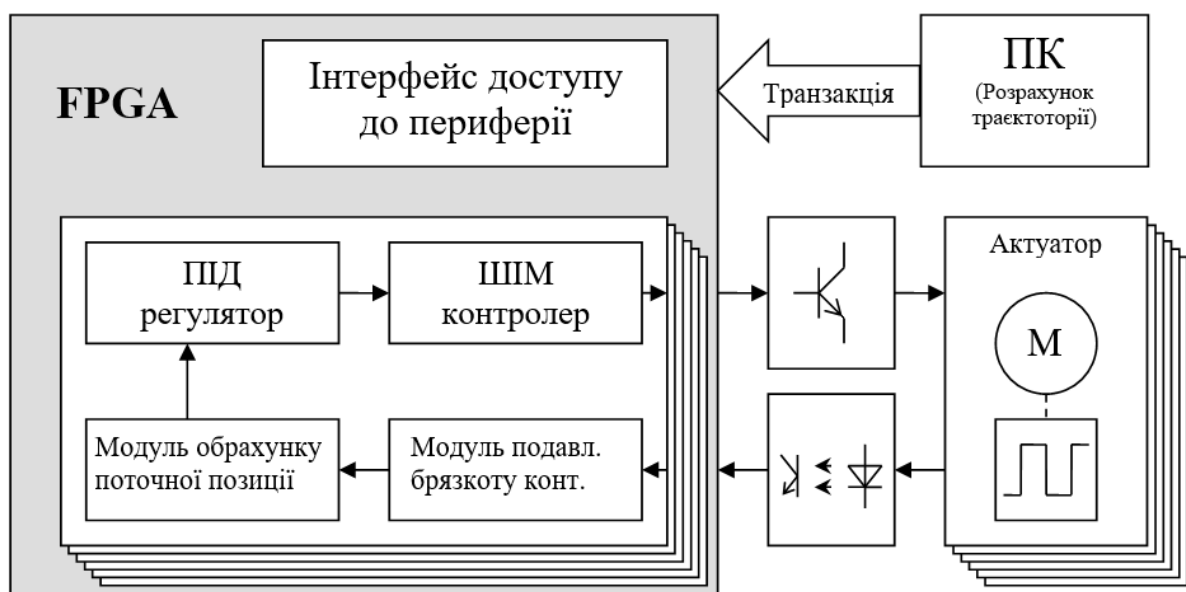 FPGA
Інтерфейс доступу
до периферії
Транзакція
ПК
(Розрахунок
траєктоторії)
ПІД
регулятор
ШІМ
контролер
Актуатор
М
Модуль обрахунку
поточної позиції
Модуль подавл.
брязкоту конт.